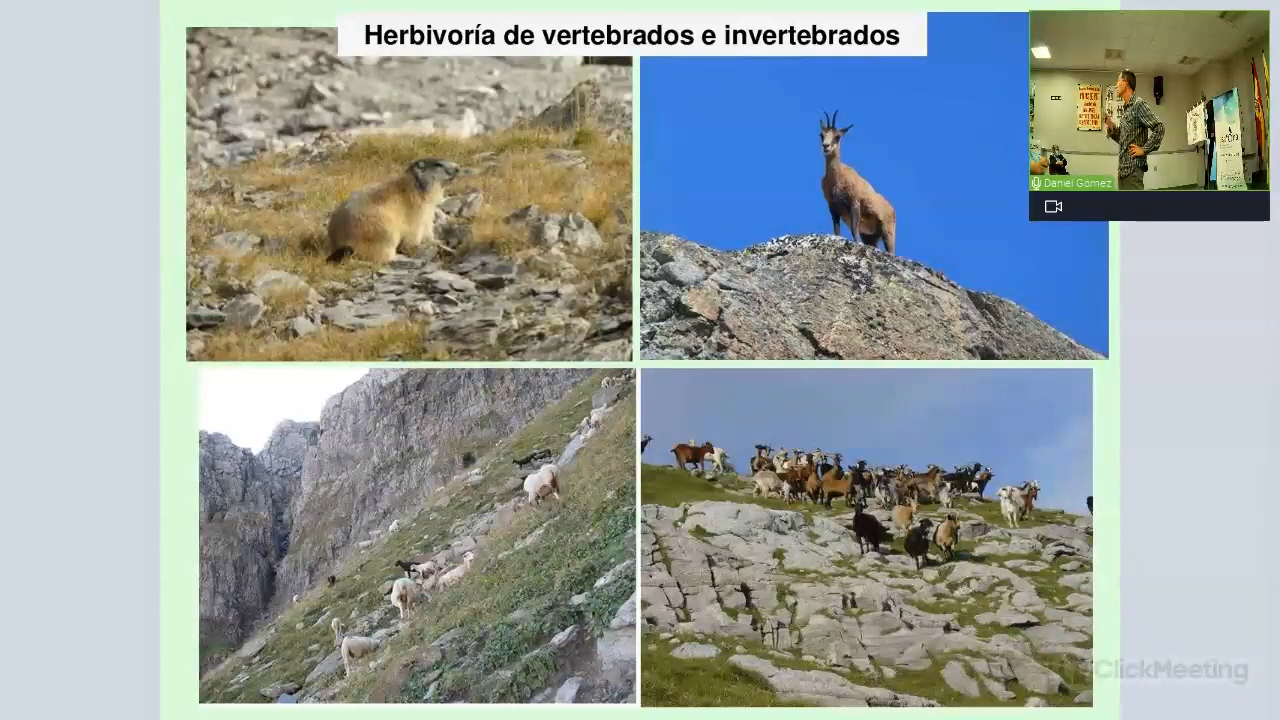 Herbivoría de vertebrados e invertebrados
Daniel Gómez
ClickMeeting